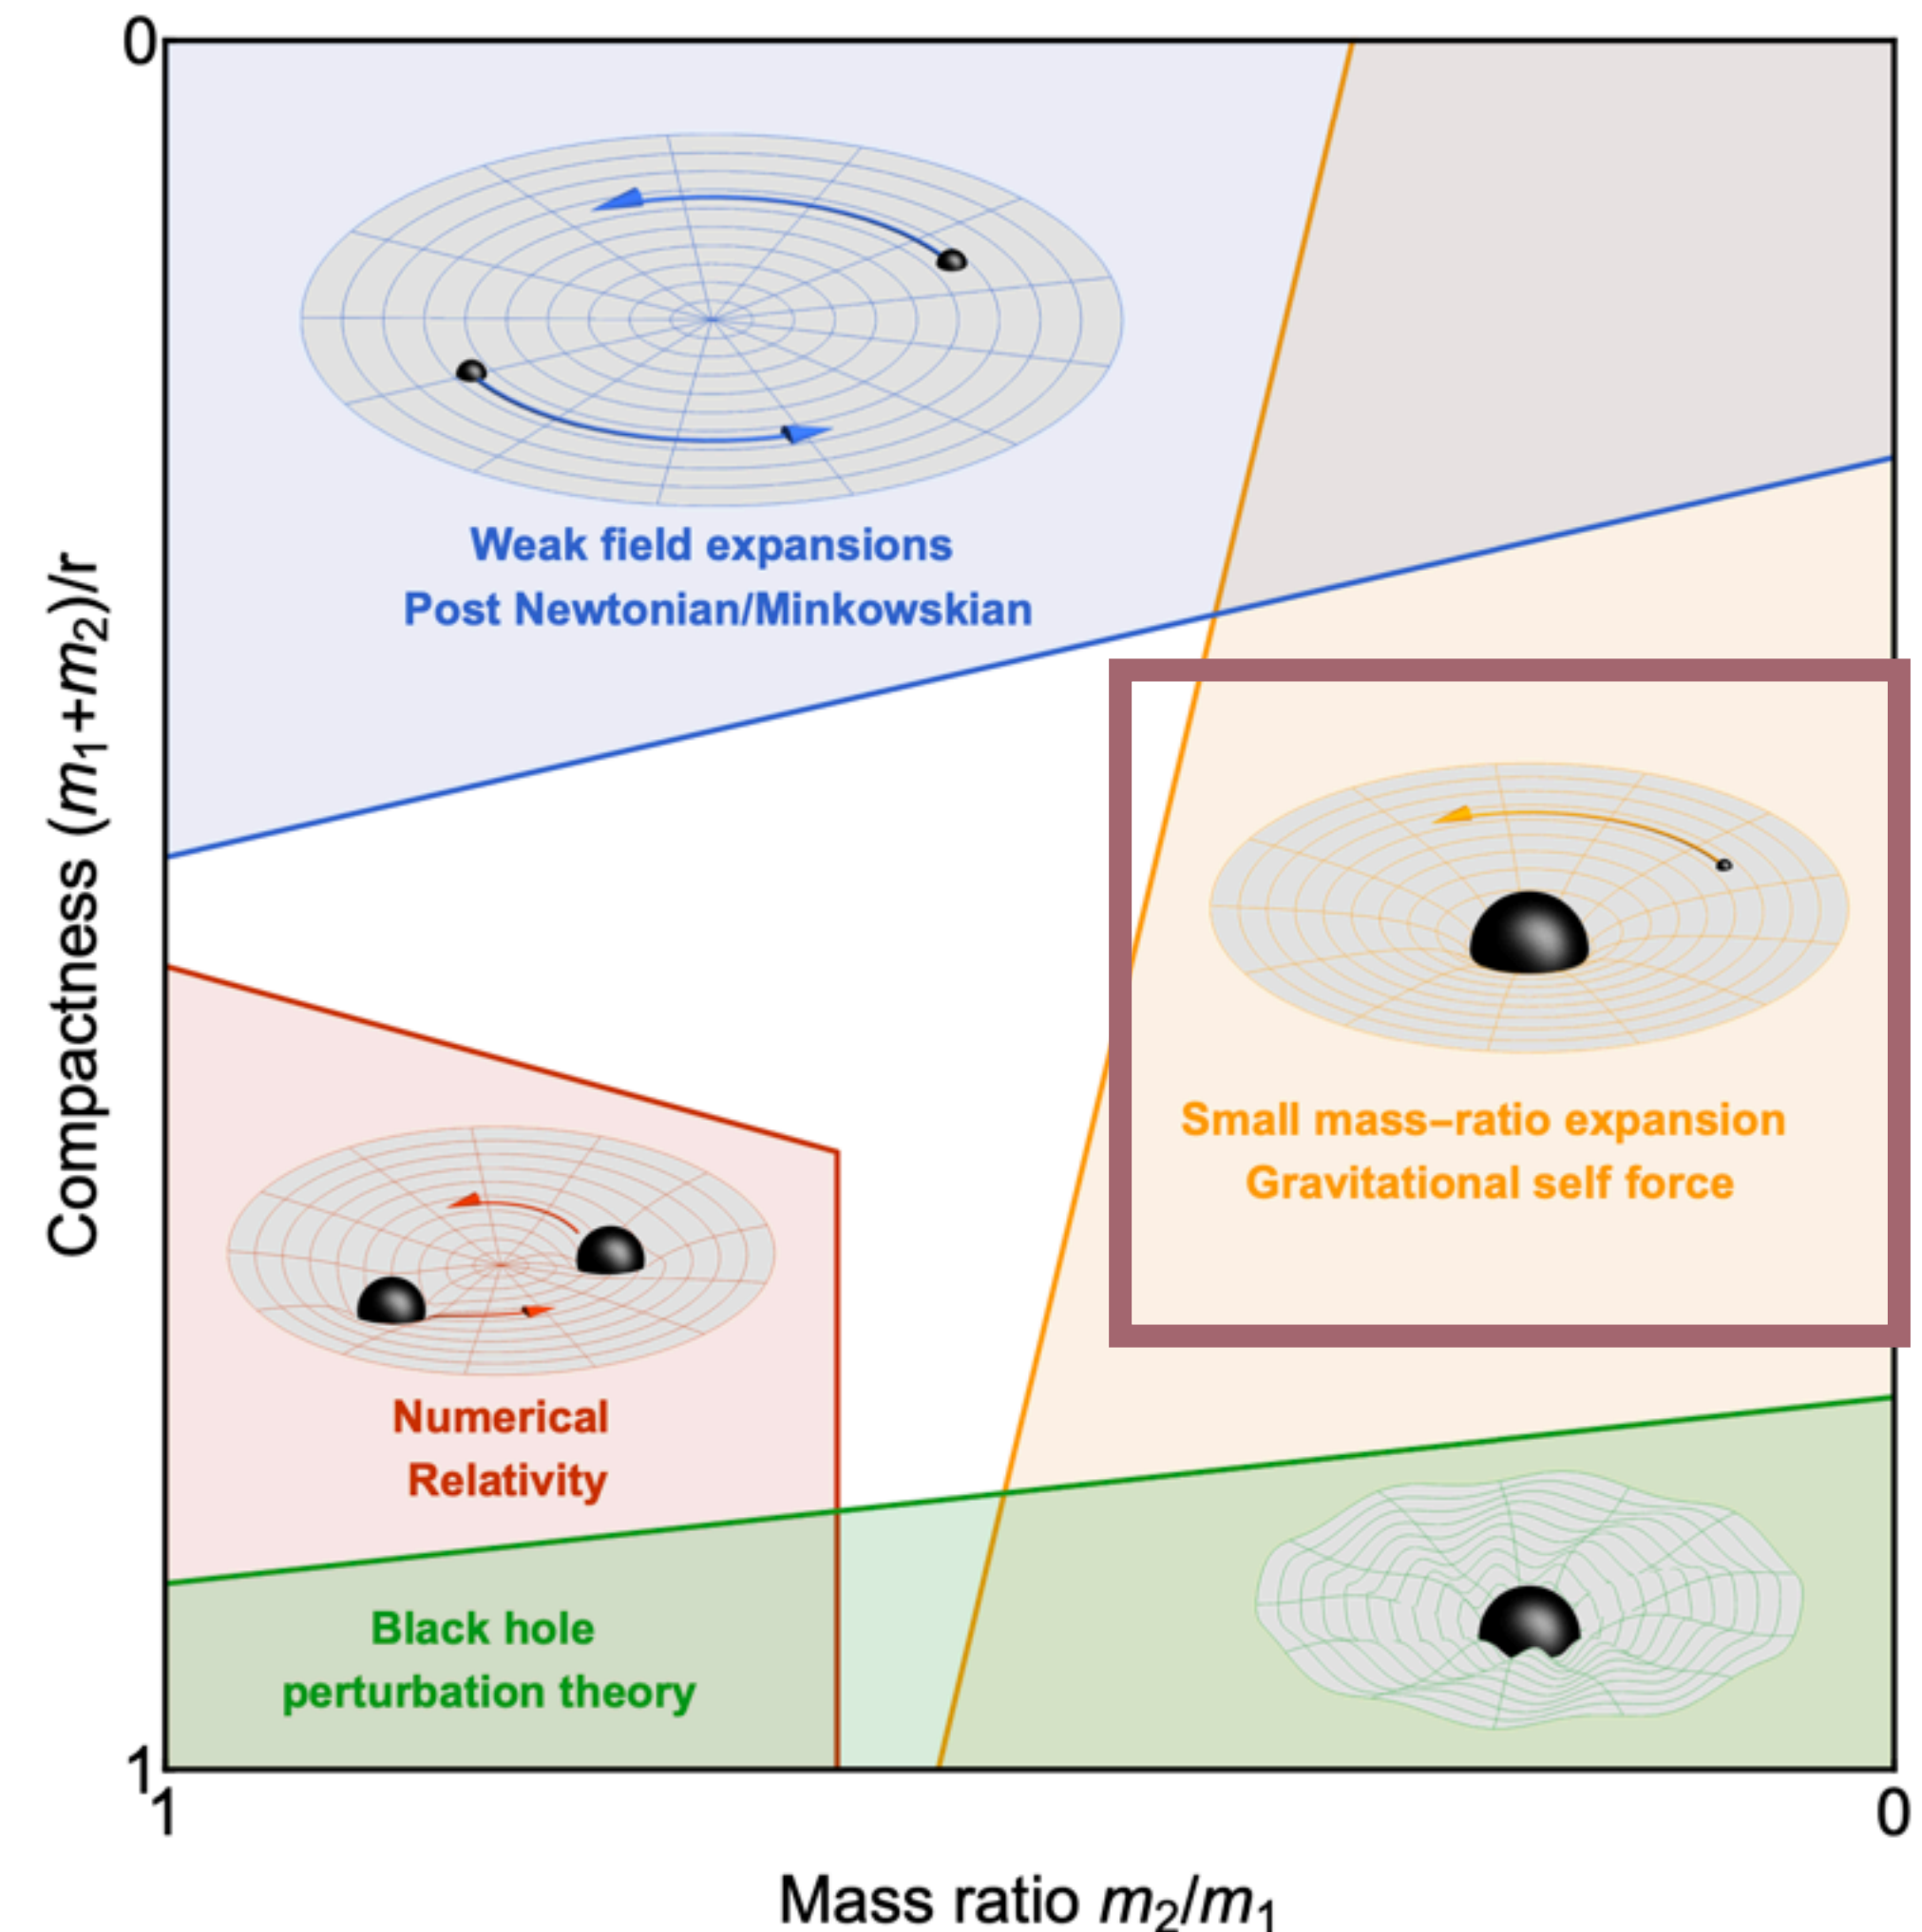 0
Weak field expansions
Post Newtonian/Minkowskian
Compactness (m₁+m₂)/r
Small mass–ratio expansion
Gravitational self force
Numerical
Relativity
Black hole
perturbation theory
1
1
0
Mass ratio m₂/m₁